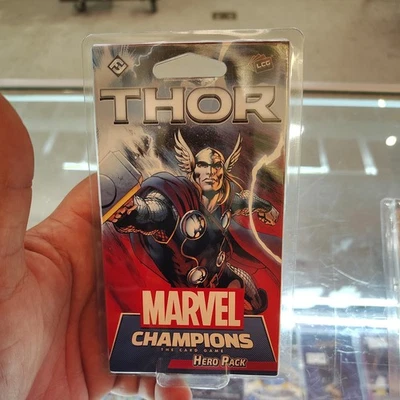 LCG
THOR
MARVEL
CHAMPIONS
THE CARD GAME
HERO PACK